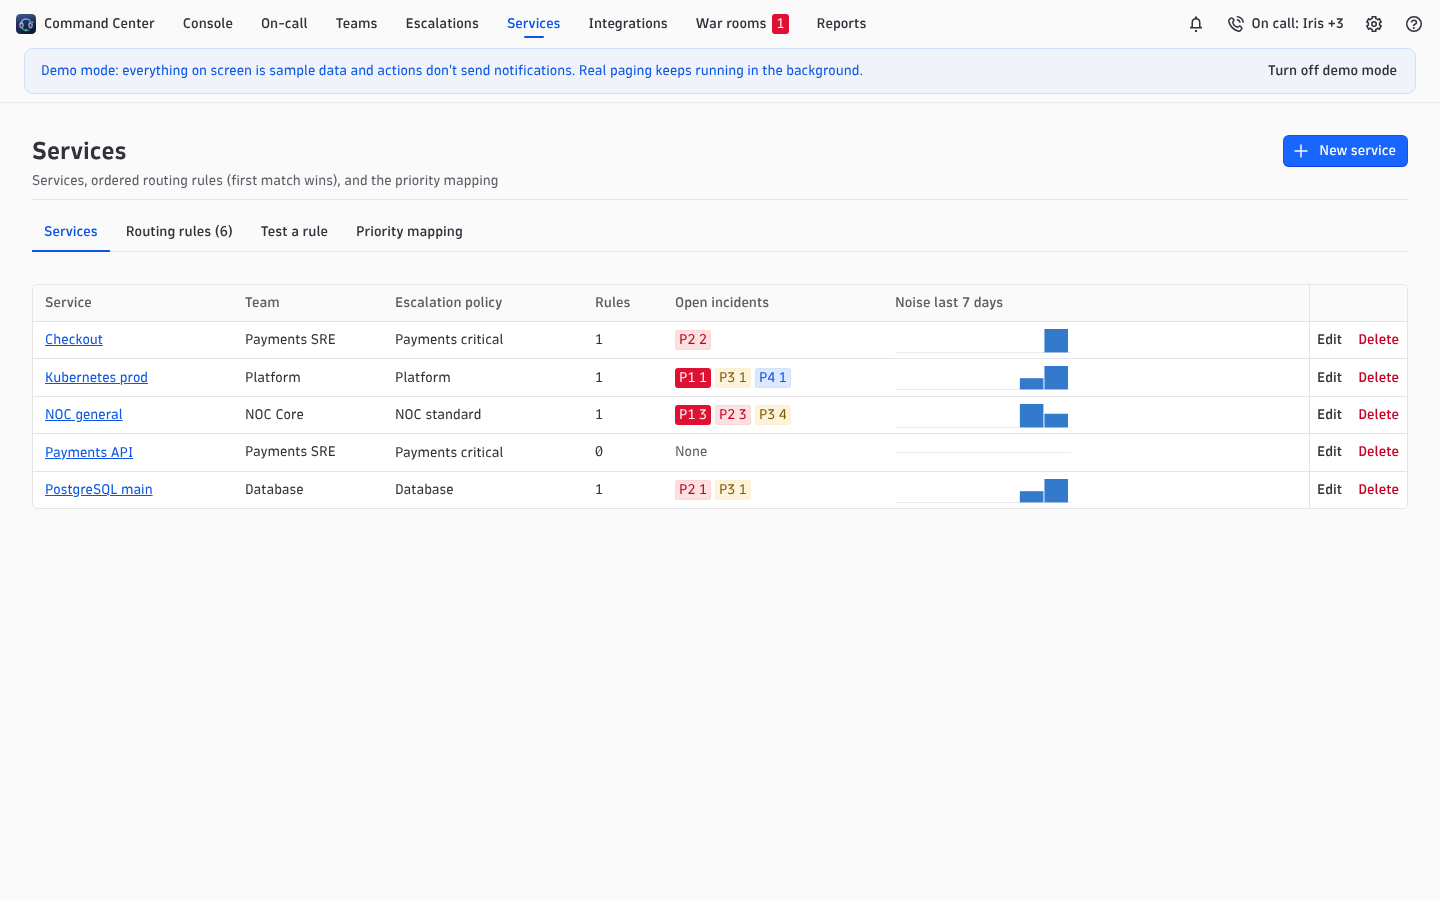 Command Center Console On-call Teams Escalations Services Integrations War rooms 1 Reports On call: Iris +3
Demo mode: everything on screen is sample data and actions don't send notifications. Real paging keeps running in the background. Turn off demo mode
Services
New service
Services, ordered routing rules (first match wins), and the priority mapping
Services Routing rules (6) Test a rule Priority mapping
Service Team Escalation policy Rules Open incidents Noise last 7 days
Checkout Payments SRE Payments critical 1 P2 2 Edit Delete
Kubernetes prod Platform Platform 1 P1 1 P3 1 P4 1 Edit Delete
NOC general NOC Core NOC standard 1 P1 3 P2 3 P3 4 Edit Delete
Payments API Payments SRE Payments critical 0 None Edit Delete
PostgreSQL main Database Database 1 P2 1 P3 1 Edit Delete